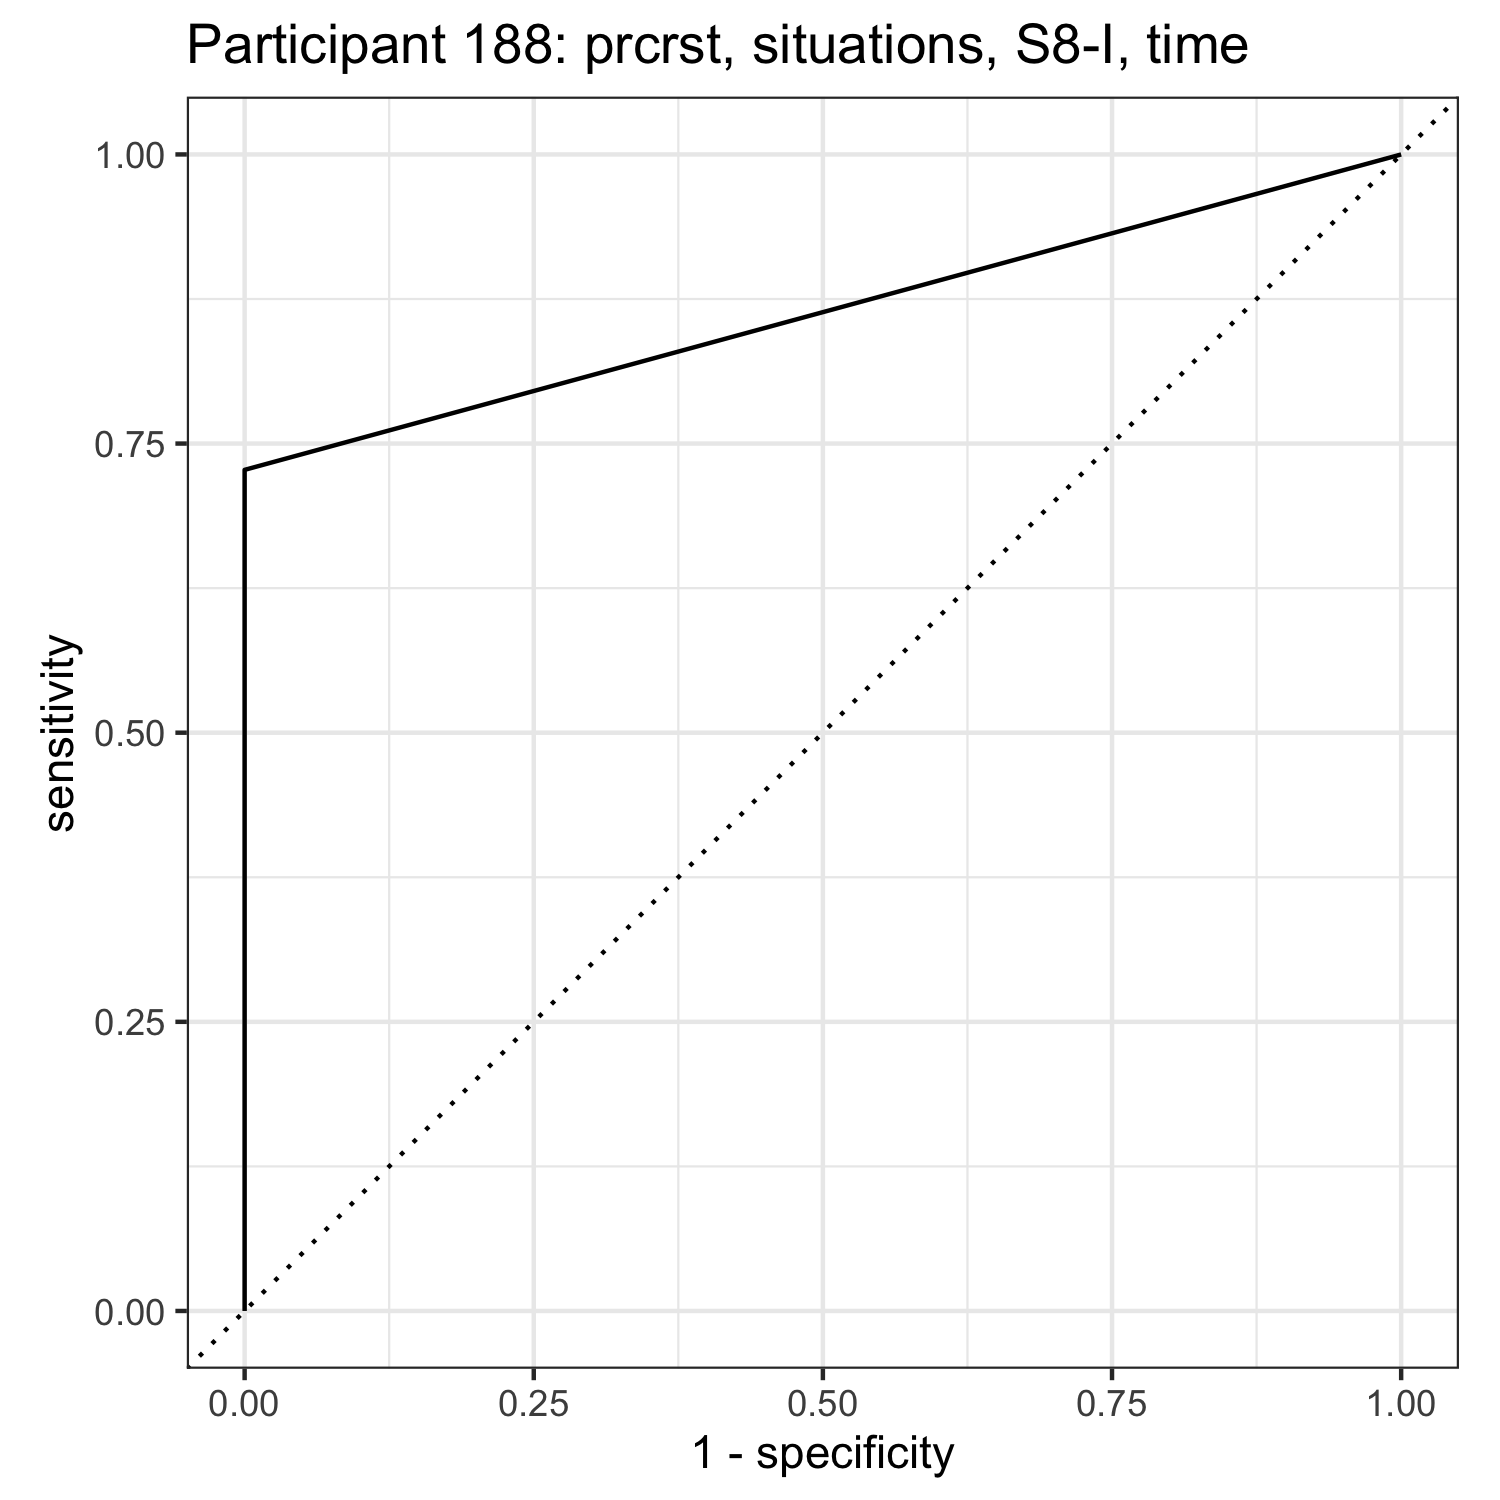 Participant 188: prcrst, situations, S8-I, time
1.00
0.75
0.50
0.25
0.00
sensitivity
0.00 0.25 0.50 0.75 1.00
1 - specificity